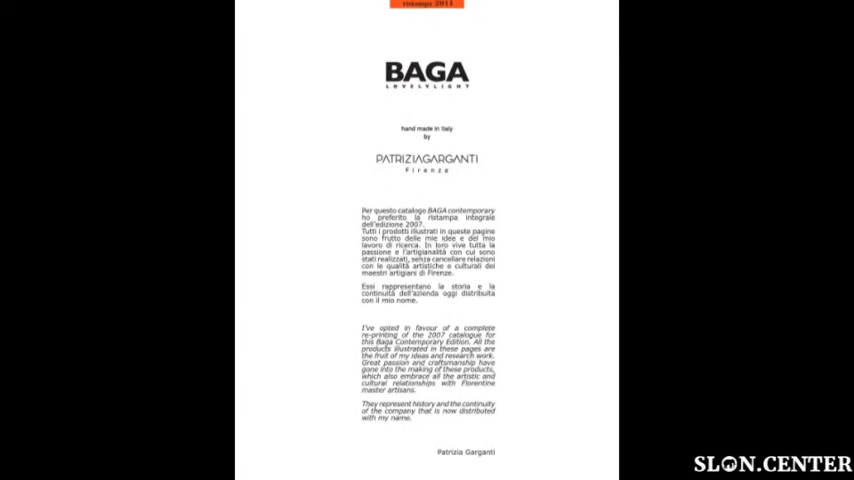 ristampa 2011
BAGA
LOVELYLIGHT
hand made in Italy
by
PATRIZIAGARGANTI
Firenze
Per questo catalogo BAGA contemporary
ho preferito la ristampa integrale
dell'edizione 2007.
Tutti i prodotti illustrati in queste pagine
sono frutto delle mie idee e del mio
lavoro di ricerca. In loro vive tutta la
passione e l'artigianalità con cui sono
stati realizzati, senza cancellare relazioni
con le qualità artistiche e culturali dei
maestri artigiani di Firenze.
Essi rappresentano la storia e la
continuità dell'azienda oggi distribuita
con il mio nome.
I've opted in favour of a complete
re-printing of the 2007 catalogue for
this Baga Contemporary Edition. All the
products illustrated in these pages are
the fruit of my ideas and research work.
Great passion and craftsmanship have
gone into the making of these products,
which also embrace all the artistic and
cultural relationships with Florentine
master artisans.
They represent history and the continuity
of the company that is now distributed
with my name.
Patrizia Garganti
SLON.CENTER